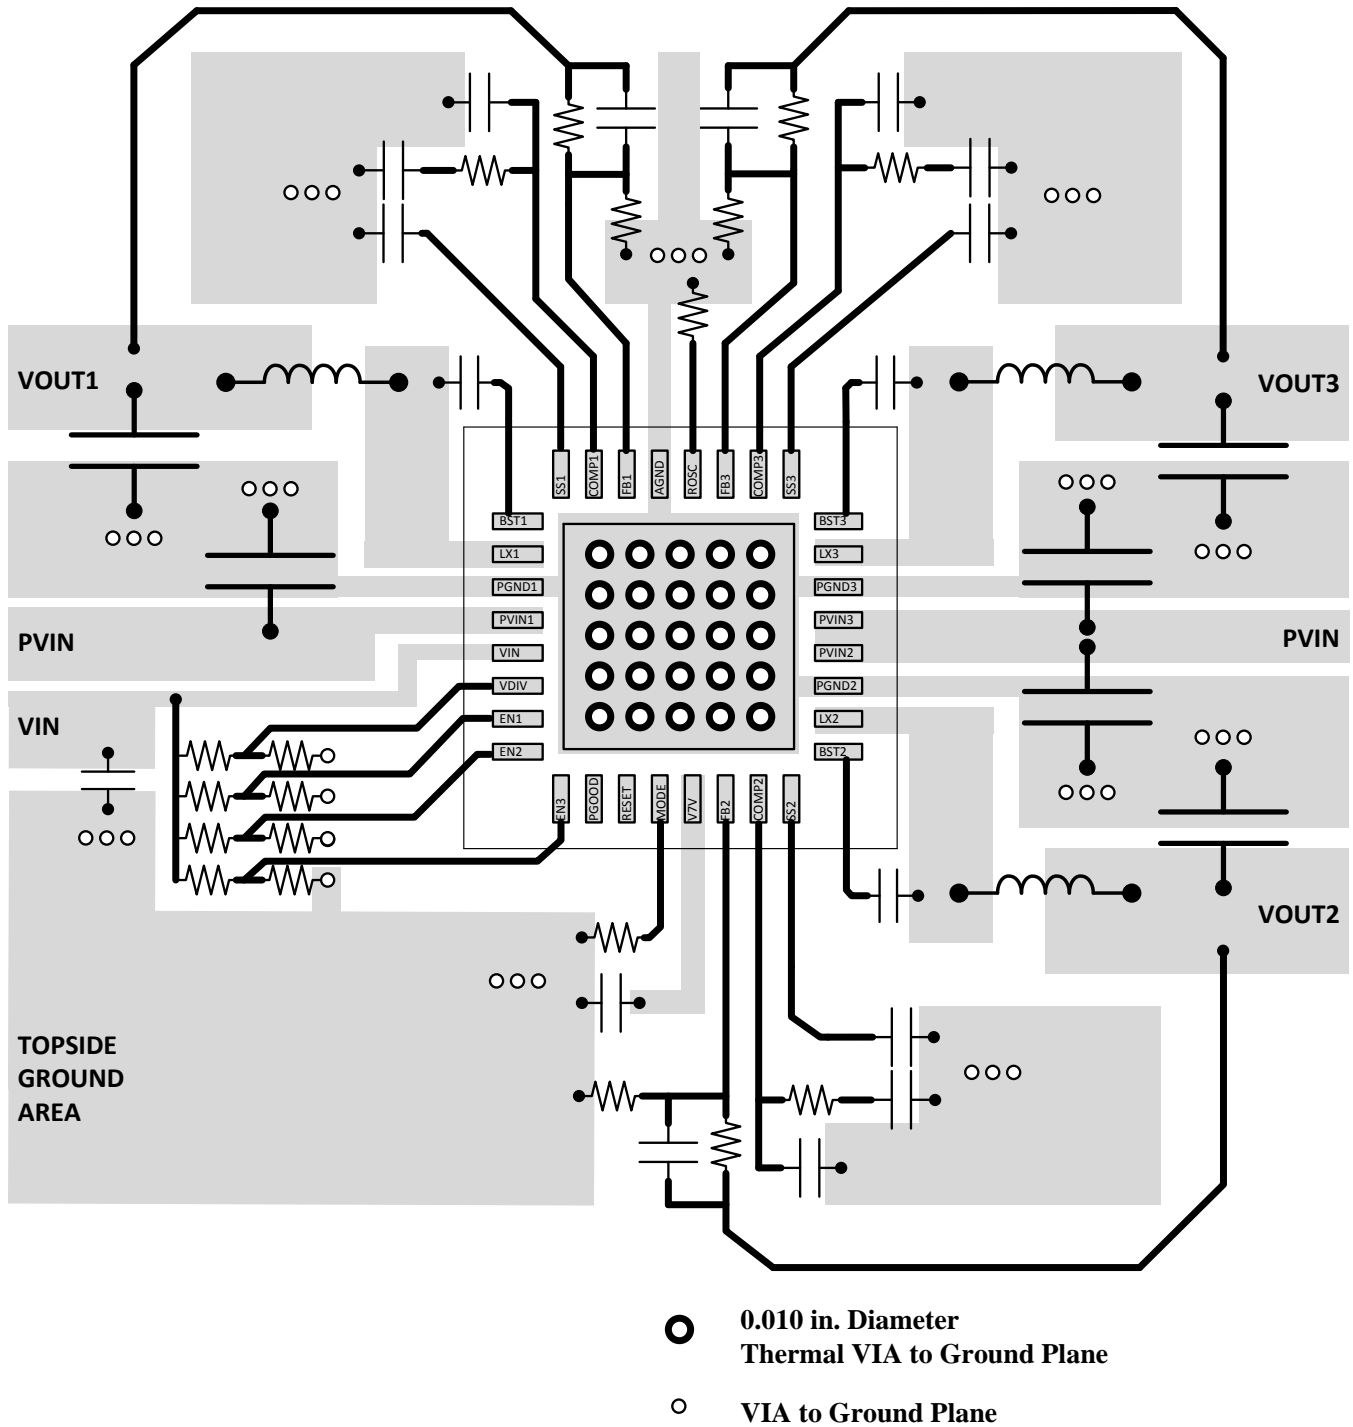 VOUT1
VOUT3
SS1
COMP1
FB1
AGND
ROSC
FB3
COMP3
SS3
BST1
BST3
LX1
LX3
PGND1
PGND3
PVIN1
PVIN3
PVIN
PVIN
VIN
PVIN2
VDIV
PGND2
VIN
EN1
LX2
EN2
BST2
EN3
PGOOD
RESET
MODE
V7V
FB2
COMP2
SS2
VOUT2
TOPSIDE
GROUND
AREA
0.010 in. Diameter
Thermal VIA to Ground Plane
VIA to Ground Plane